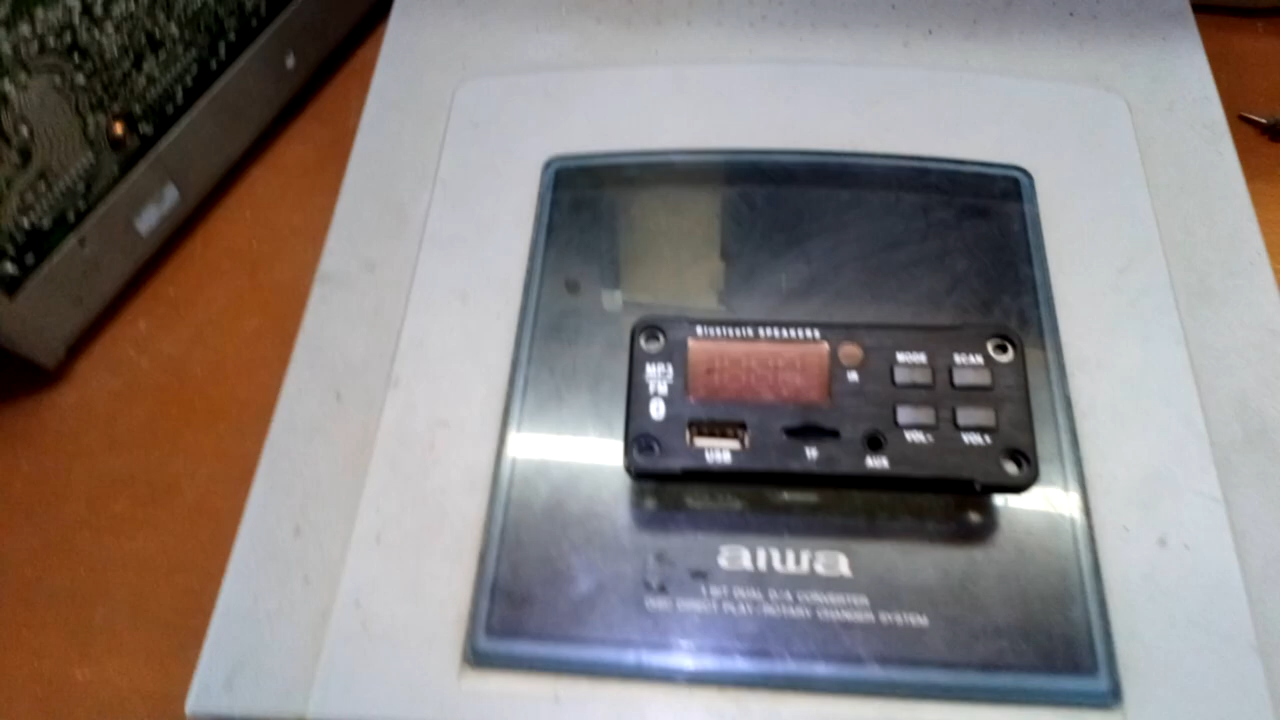 Bluetooth SPEAKERS
MP3
FM
IR
MODE
SCAN
VOL-
VOL+
USB
TF
AUX
aiwa
1 BIT DUAL D/A CONVERTER
DISC DIRECT PLAY/ROTARY CHANGER SYSTEM